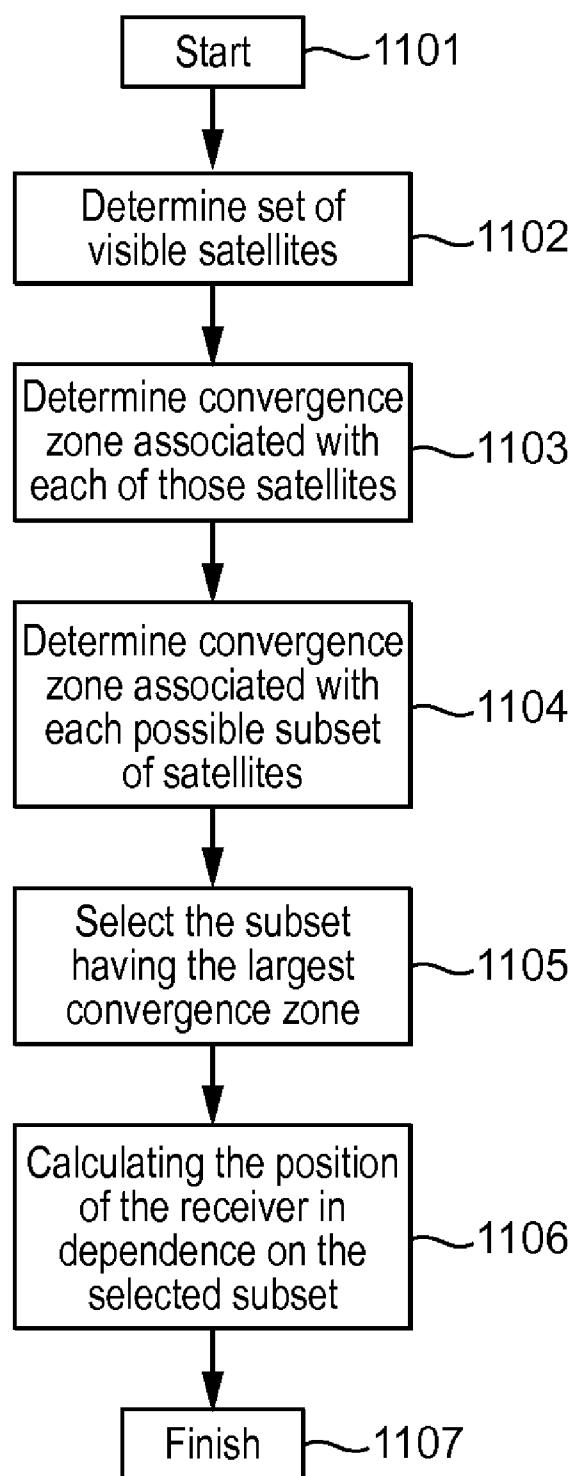 Start
1101
Determine set of
visible satellites
1102
Determine convergence
zone associated with
each of those satellites
1103
Determine convergence
zone associated with
each possible subset
of satellites
1104
Select the subset
having the largest
convergence zone
1105
Calculating the position
of the receiver in
dependence on the
selected subset
1106
Finish
1107